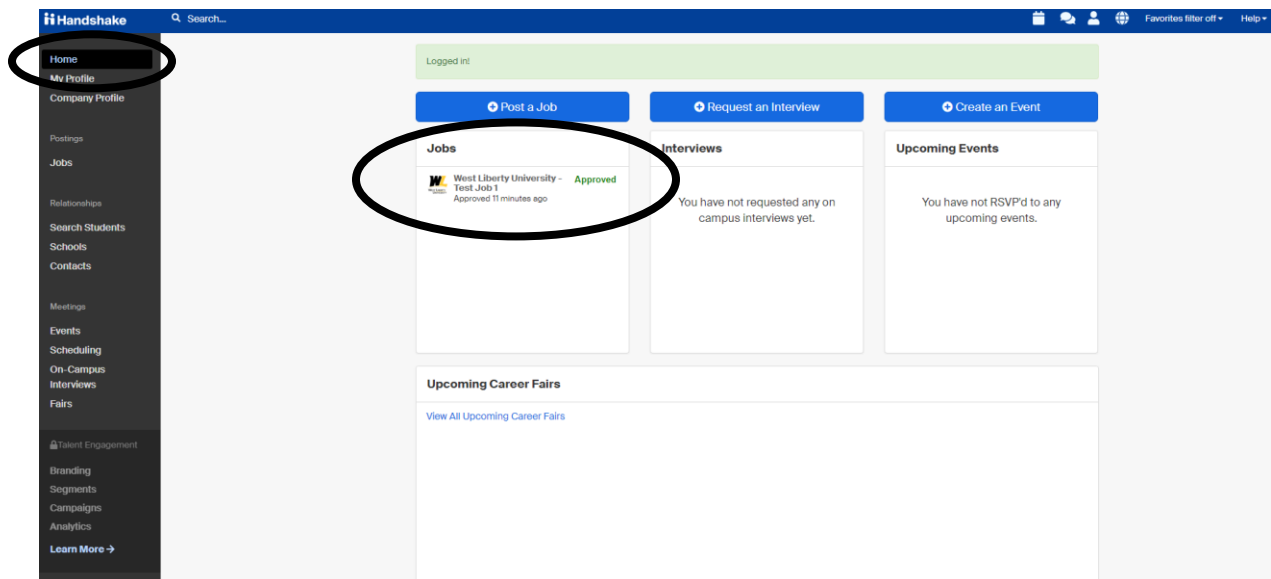 Handshake
Search...
Favorites filter off
Help
Home
My Profile
Company Profile
Postings
Jobs
Relationships
Search Students
Schools
Contacts
Meetings
Events
Scheduling
On-Campus
Interviews
Fairs
Talent Engagement
Branding
Segments
Campaigns
Analytics
Learn More →
Logged in!
Post a Job
Request an Interview
Create an Event
Jobs
West Liberty University - Approved
Test Job 1
Approved 11 minutes ago
Interviews
You have not requested any on
campus interviews yet.
Upcoming Events
You have not RSVP'd to any
upcoming events.
Upcoming Career Fairs
View All Upcoming Career Fairs